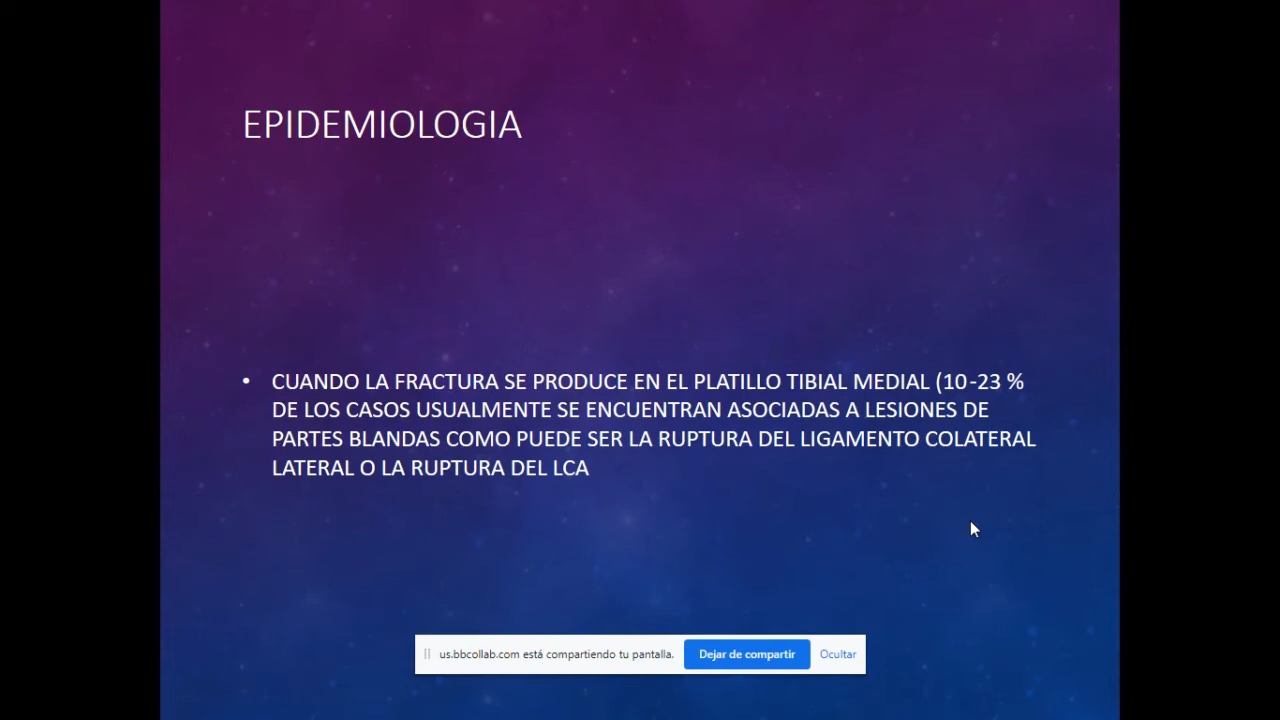 EPIDEMIOLOGIA
• CUANDO LA FRACTURA SE PRODUCE EN EL PLATILLO TIBIAL MEDIAL (10-23 %
DE LOS CASOS USUALMENTE SE ENCUENTRAN ASOCIADAS A LESIONES DE
PARTES BLANDAS COMO PUEDE SER LA RUPTURA DEL LIGAMENTO COLATERAL
LATERAL O LA RUPTURA DEL LCA
us.bbcollab.com está compartiendo tu pantalla. Dejar de compartir Ocultar